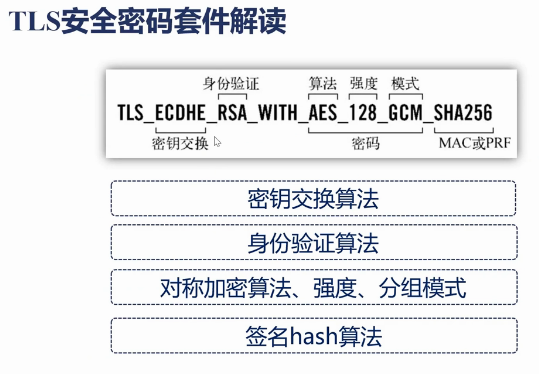 TLS安全密码套件解读
身份验证 算法 强度 模式
TLS_ECDHE_RSA_WITH_AES_128_GCM_SHA256
密钥交换 密码 MAC或PRF
密钥交换算法
身份验证算法
对称加密算法、强度、分组模式
签名hash算法